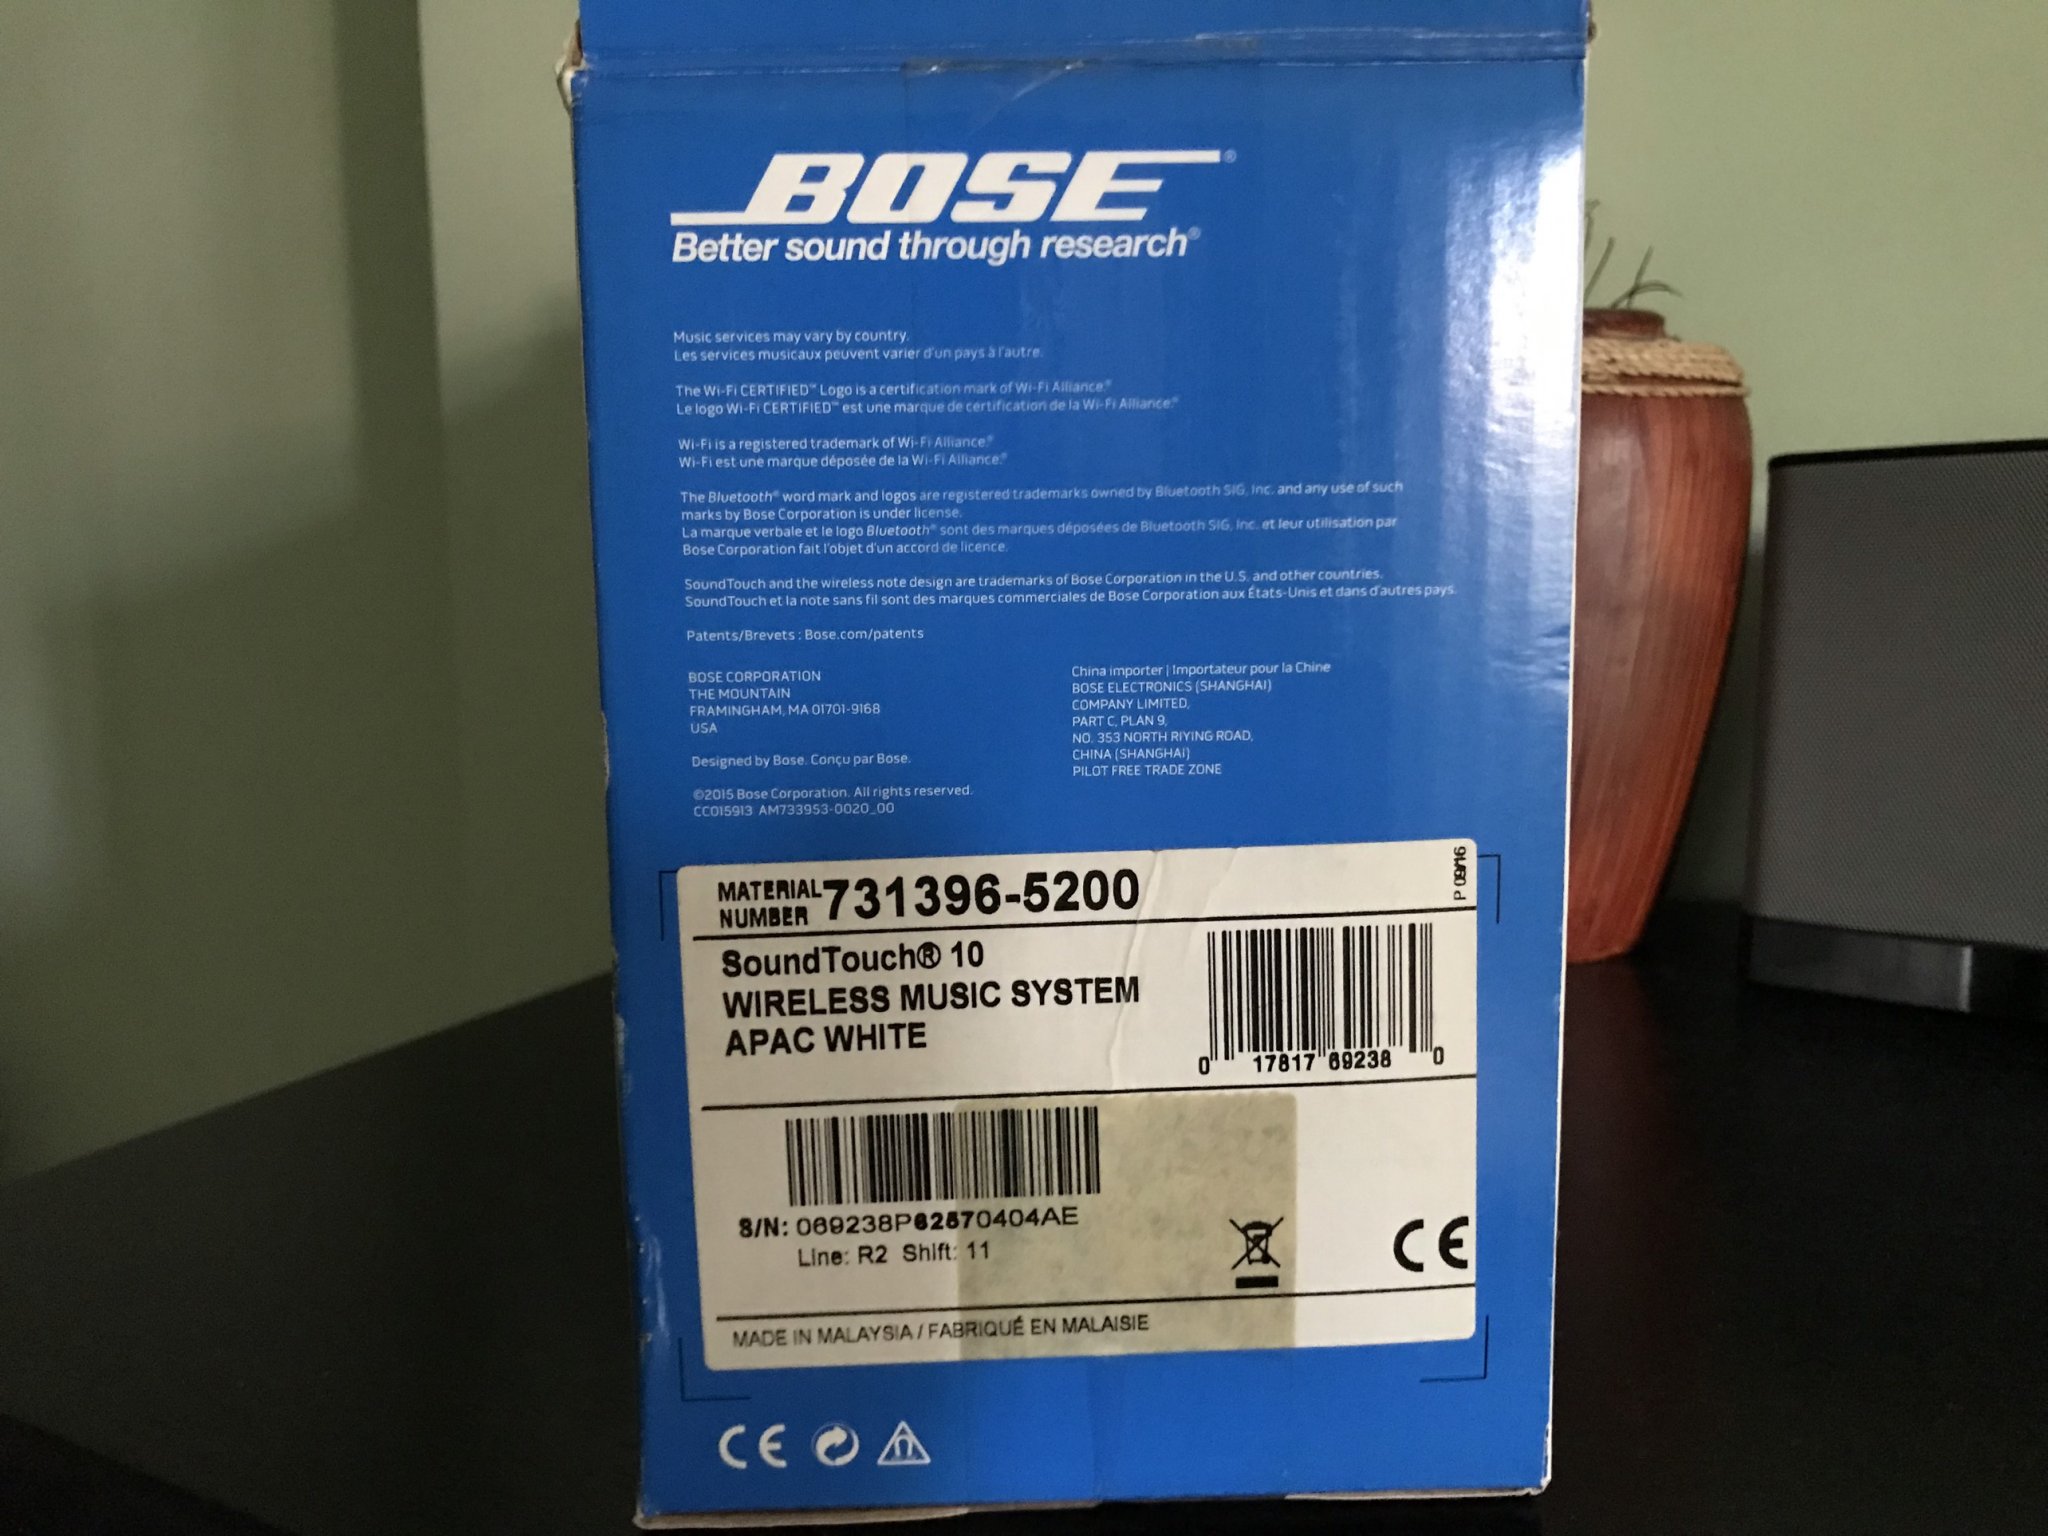 BOSE®
Better sound through research®
Music services may vary by country.
Les services musicaux peuvent varier d'un pays à l'autre.
The Wi-Fi CERTIFIED™ Logo is a certification mark of Wi-Fi Alliance.®
Le logo Wi-Fi CERTIFIED™ est une marque de certification de la Wi-Fi Alliance.®
Wi-Fi is a registered trademark of Wi-Fi Alliance.®
Wi-Fi est une marque déposée de la Wi-Fi Alliance.®
The Bluetooth® word mark and logos are registered trademarks owned by Bluetooth SIG, Inc. and any use of such
marks by Bose Corporation is under license.
La marque verbale et le logo Bluetooth® sont des marques déposées de Bluetooth SIG, Inc. et leur utilisation par
Bose Corporation fait l'objet d'un accord de licence.
SoundTouch and the wireless note design are trademarks of Bose Corporation in the U.S. and other countries.
SoundTouch et la note sans fil sont des marques commerciales de Bose Corporation aux États-Unis et dans d'autres pays.
Patents/Brevets : Bose.com/patents
BOSE CORPORATION
THE MOUNTAIN
FRAMINGHAM, MA 01701-9168
USA
Designed by Bose. Conçu par Bose.
©2015 Bose Corporation. All rights reserved.
CC015913 AM733953-0020_00
China importer | Importateur pour la Chine
BOSE ELECTRONICS (SHANGHAI)
COMPANY LIMITED,
PART C, PLAN 9,
NO. 353 NORTH RIYING ROAD,
CHINA (SHANGHAI)
PILOT FREE TRADE ZONE
MATERIAL
NUMBER 731396-5200
P 09/16
SoundTouch® 10
WIRELESS MUSIC SYSTEM
APAC WHITE
0 17817 69238 0
S/N: 069238P62570404AE
Line: R2 Shift: 11
CE
MADE IN MALAYSIA / FABRIQUÉ EN MALAISIE
CE